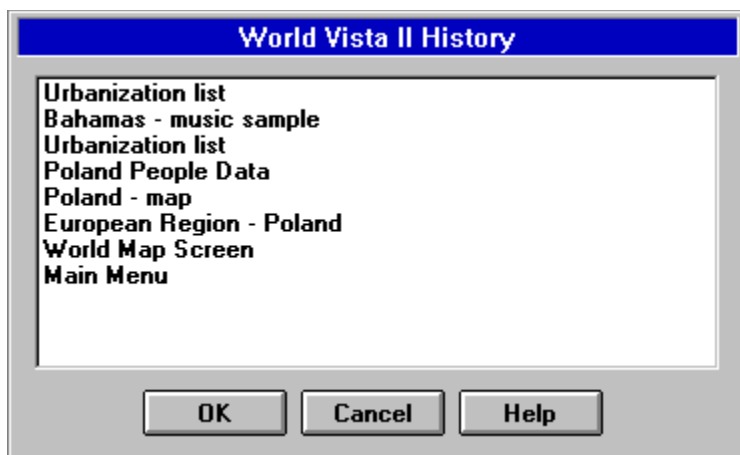 World Vista II History
Urbanization list
Bahamas - music sample
Urbanization list
Poland People Data
Poland - map
European Region - Poland
World Map Screen
Main Menu
OK Cancel Help